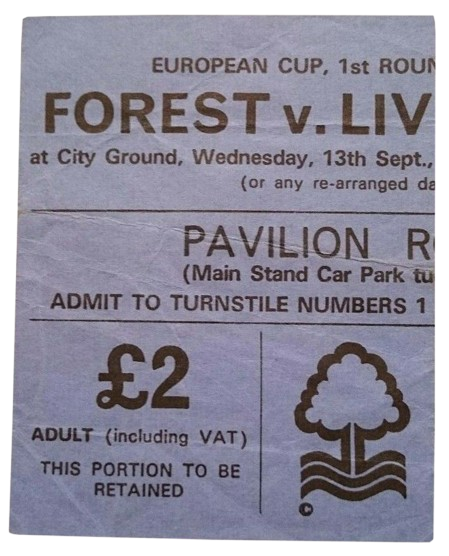 EUROPEAN CUP, 1st ROUN
FOREST v. LIV
at City Ground, Wednesday, 13th Sept.,
(or any re-arranged da
PAVILION R
(Main Stand Car Park tu
ADMIT TO TURNSTILE NUMBERS 1
£2
ADULT (including VAT)
THIS PORTION TO BE
RETAINED
©